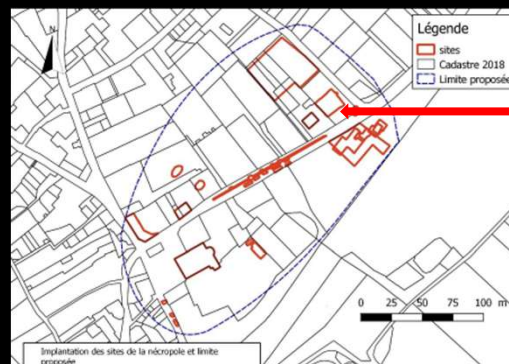 N
Légende
sites
Cadastre 2018
Limite proposée
0 25 50 75 100 m
Implantation des sites de la nécropole et limite
proposée